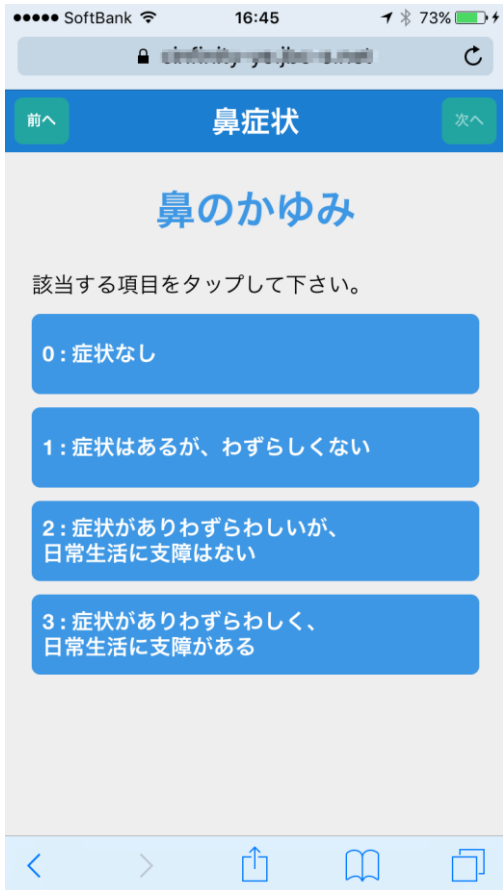 SoftBank 16:45 73%
前へ 鼻症状 次へ
鼻のかゆみ
該当する項目をタップして下さい。
0 : 症状なし
1 : 症状はあるが、わずらしくない
2 : 症状がありわずらわしいが、
日常生活に支障はない
3 : 症状がありわずらわしく、
日常生活に支障がある